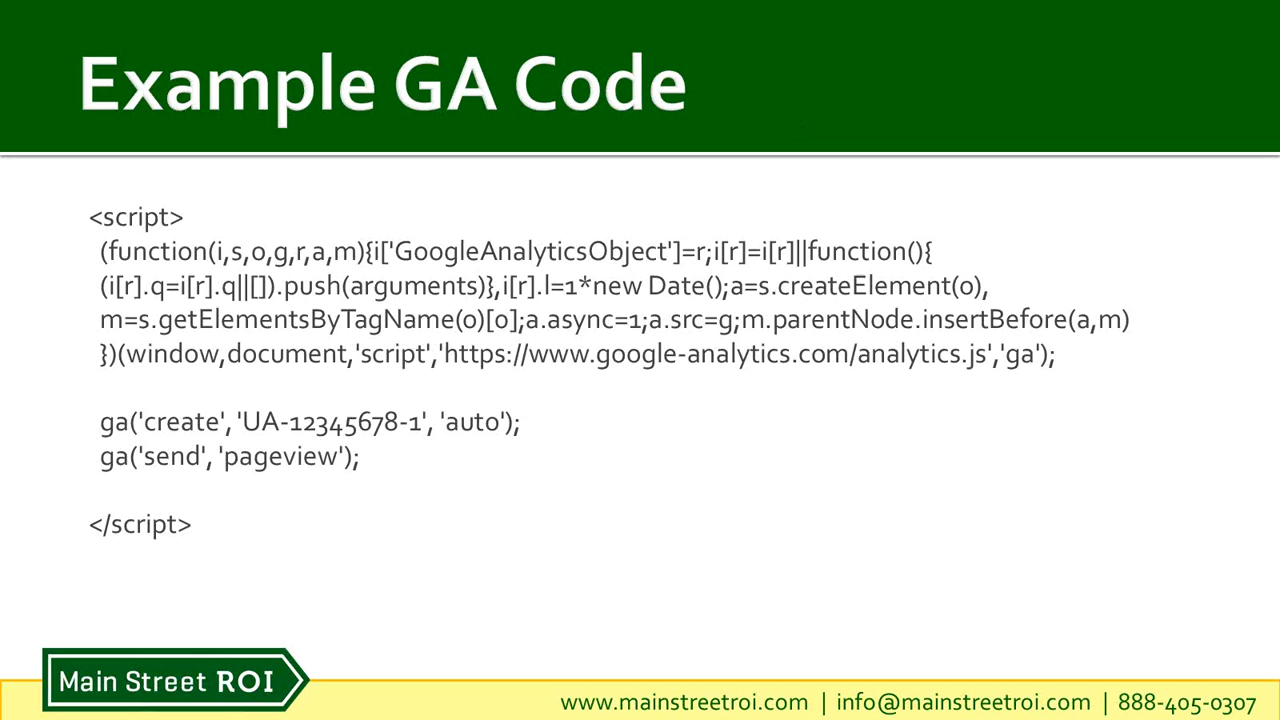 Example GA Code
<script>
(function(i,s,o,g,r,a,m){i['GoogleAnalyticsObject']=r;i[r]=i[r]||function(){
(i[r].q=i[r].q||[]).push(arguments)},i[r].l=1*new Date();a=s.createElement(o),
m=s.getElementsByTagName(o)[0];a.async=1;a.src=g;m.parentNode.insertBefore(a,m)
})(window,document,'script','https://www.google-analytics.com/analytics.js','ga');
ga('create', 'UA-12345678-1', 'auto');
ga('send', 'pageview');
</script>
Main Street ROI
www.mainstreetroi.com | info@mainstreetroi.com | 888-405-0307